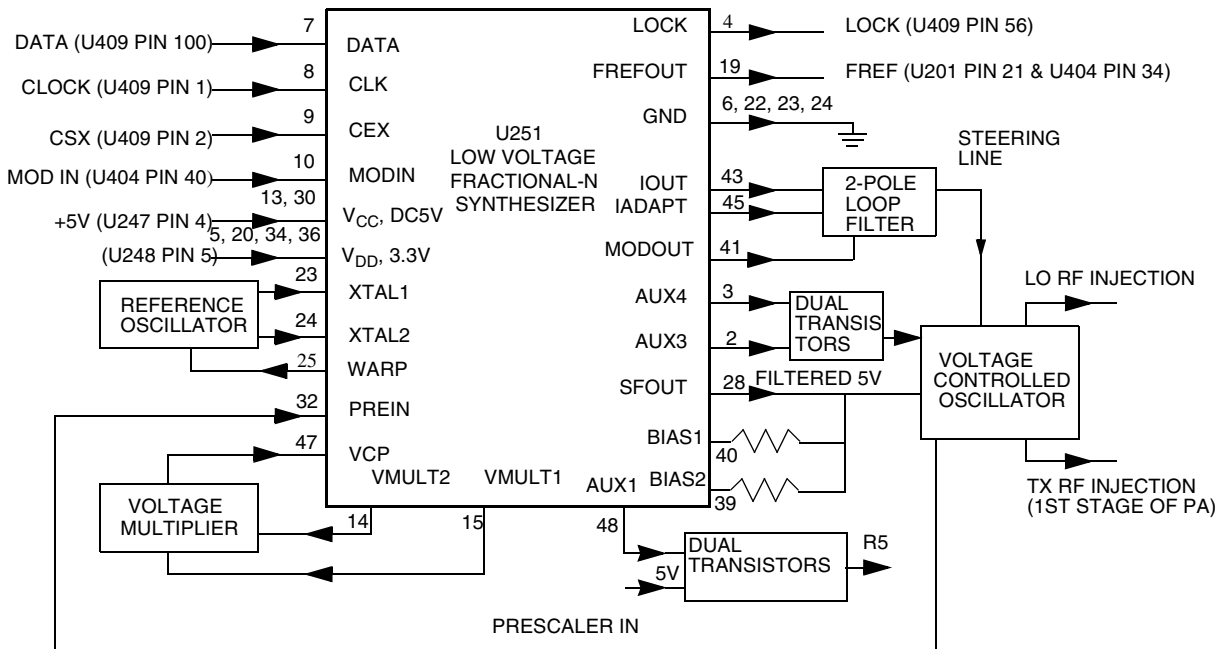 DATA (U409 PIN 100)
7
DATA
CLOCK (U409 PIN 1)
8
CLK
CSX (U409 PIN 2)
9
CEX
MOD IN (U404 PIN 40)
10
MODIN
13, 30
+5V (U247 PIN 4)
VCC, DC5V
5, 20, 34, 36
(U248 PIN 5)
VDD, 3.3V
REFERENCE
OSCILLATOR
23
XTAL1
24
XTAL2
25
WARP
32
PREIN
47
VCP
VOLTAGE
MULTIPLIER
VMULT2
14
VMULT1
15
U251
LOW VOLTAGE
FRACTIONAL-N
SYNTHESIZER
LOCK
4
LOCK (U409 PIN 56)
FREFOUT
19
FREF (U201 PIN 21 & U404 PIN 34)
GND
6, 22, 23, 24
IOUT
43
IADAPT
45
2-POLE
LOOP
FILTER
STEERING
LINE
MODOUT
41
AUX4
3
AUX3
2
DUAL
TRANSIS
TORS
SFOUT
28
FILTERED 5V
BIAS1
40
BIAS2
39
AUX1
48
5V
DUAL
TRANSISTORS
R5
LO RF INJECTION
VOLTAGE
CONTROLLED
OSCILLATOR
TX RF INJECTION
(1ST STAGE OF PA)
PRESCALER IN